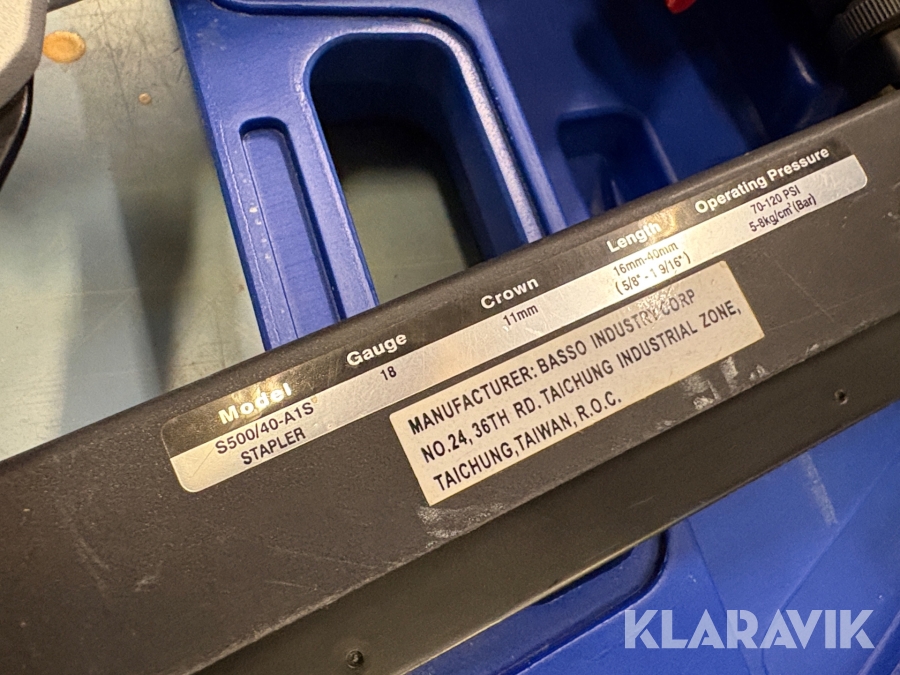 Model Gauge Crown Length Operating Pressure
S500/40-A1S 18 11mm 16mm-40mm 70-120 PSI
STAPLER (5/8"-1 9/16") 5-8kg/cm²(Bar)
MANUFACTURER: BASSO INDUSTRY CORP
NO.24, 36TH RD. TAICHUNG INDUSTRIAL ZONE,
TAICHUNG,TAIWAN, R.O.C.
KLARAVIK